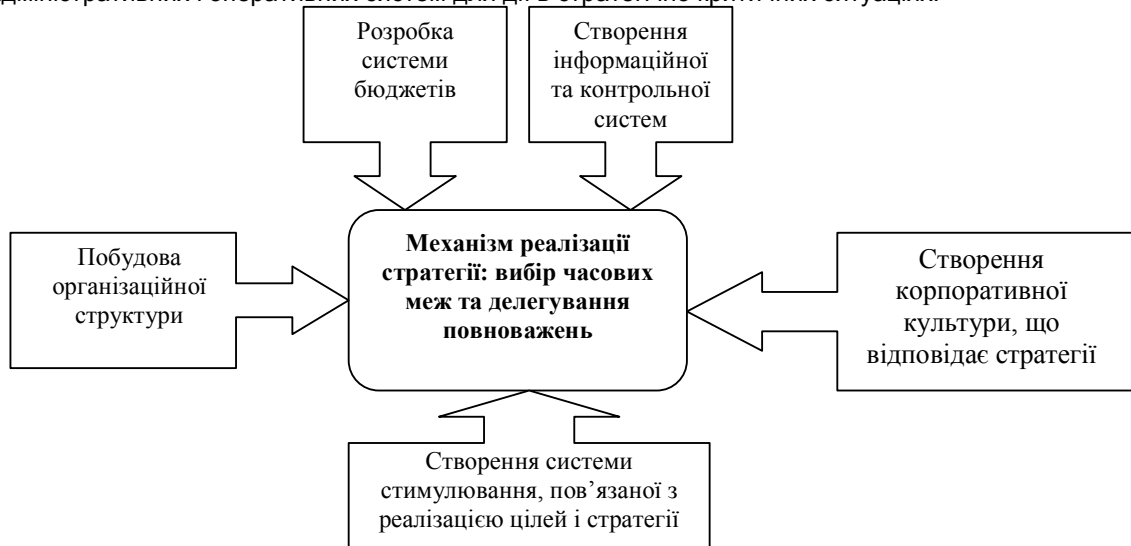 Розробка
системи
бюджетів
Створення
інформаційної
та контрольної
систем
Побудова
організаційної
структури
Механізм реалізації
стратегії: вибір часових
меж та делегування
повноважень
Створення
корпоративної
культури, що
відповідає стратегії
Створення системи
стимулювання, пов’язаної з
реалізацією цілей і стратегії